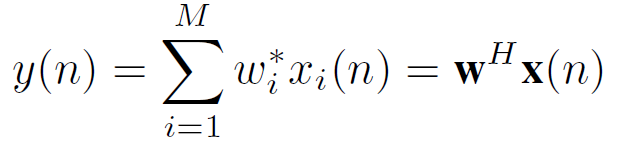 y(n) = \sum_{i=1}^{M} w_i^* x_i(n) = \mathbf{w}^H \mathbf{x}(n)